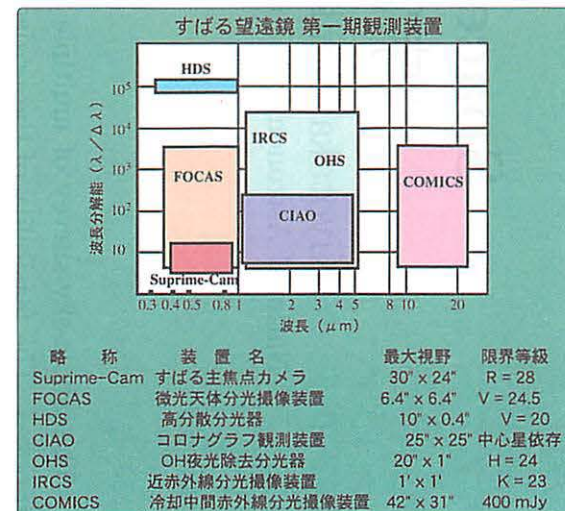 すばる望遠鏡 第一期観測装置
HDS
IRCS
OHS
FOCAS
COMICS
CIAO
Suprime-Cam
波長分解能 (λ/Δλ)
10⁵
10⁴
10³
10²
10
0.3 0.4 0.5 0.8 1 2 3 4 5 8 10 20
波長 (μm)
略 称 装 置 名 最大視野 限界等級
Suprime-Cam すばる主焦点カメラ 30" x 24" R = 28
FOCAS 微光天体分光撮像装置 6.4" x 6.4" V = 24.5
HDS 高分散分光器 10" x 0.4" V = 20
CIAO コロナグラフ観測装置 25" x 25" 中心星依存
OHS OH夜光除去分光器 20" x 1" H = 24
IRCS 近赤外線分光撮像装置 1' x 1' K = 23
COMICS 冷却中間赤外線分光撮像装置 42" x 31" 400 mJy